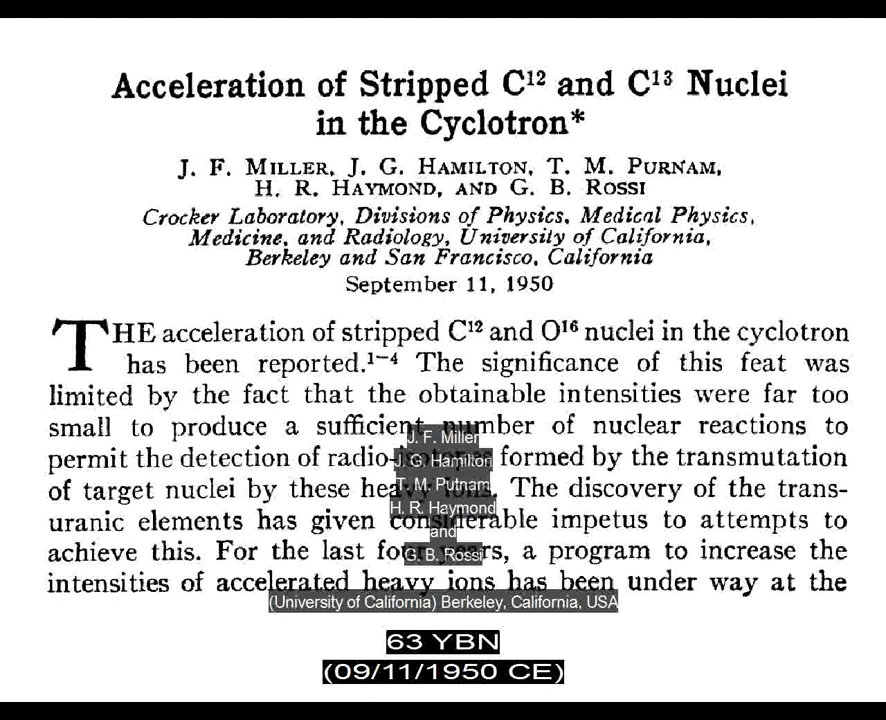 Acceleration of Stripped C¹² and C¹³ Nuclei
in the Cyclotron*
J. F. MILLER, J. G. HAMILTON, T. M. PURNAM,
H. R. HAYMOND, AND G. B. ROSSI
Crocker Laboratory, Divisions of Physics, Medical Physics,
Medicine, and Radiology, University of California,
Berkeley and San Francisco, California
September 11, 1950
THE acceleration of stripped C¹² and O¹⁶ nuclei in the cyclotron
has been reported.¹⁻⁴ The significance of this feat was
limited by the fact that the obtainable intensities were far too
small to produce a sufficient number of nuclear reactions to
permit the detection of radio- formed by the transmutation
of target nuclei by these heavy ions. The discovery of the trans-
uranic elements has given considerable impetus to attempts to
achieve this. For the last four years, a program to increase the
intensities of accelerated heavy ions has been under way at the
J. F. Miller
J. G. Hamilton
T. M. Putnam
H. R. Haymond
and
G. B. Rossi
(University of California) Berkeley, California, USA
63 YBN
(09/11/1950 CE)